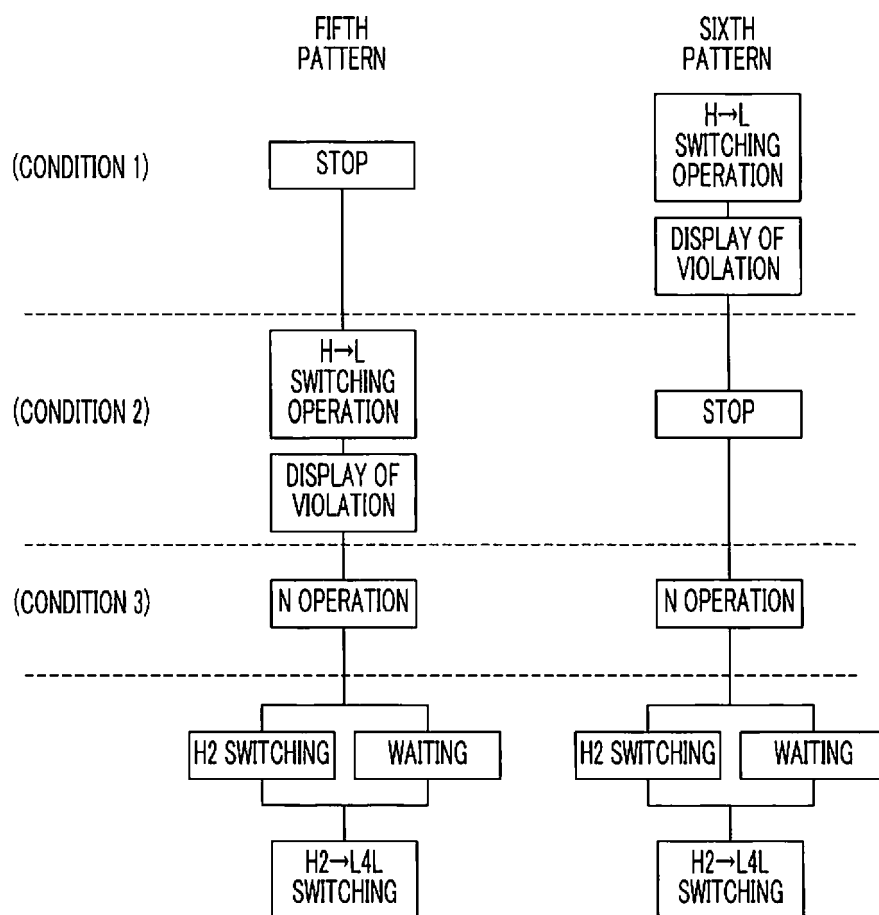 FIFTH
PATTERN
SIXTH
PATTERN
(CONDITION 1)
STOP
H→L
SWITCHING
OPERATION
DISPLAY OF
VIOLATION
(CONDITION 2)
H→L
SWITCHING
OPERATION
DISPLAY OF
VIOLATION
STOP
(CONDITION 3)
N OPERATION
N OPERATION
H2 SWITCHING
WAITING
H2 SWITCHING
WAITING
H2→L4L
SWITCHING
H2→L4L
SWITCHING